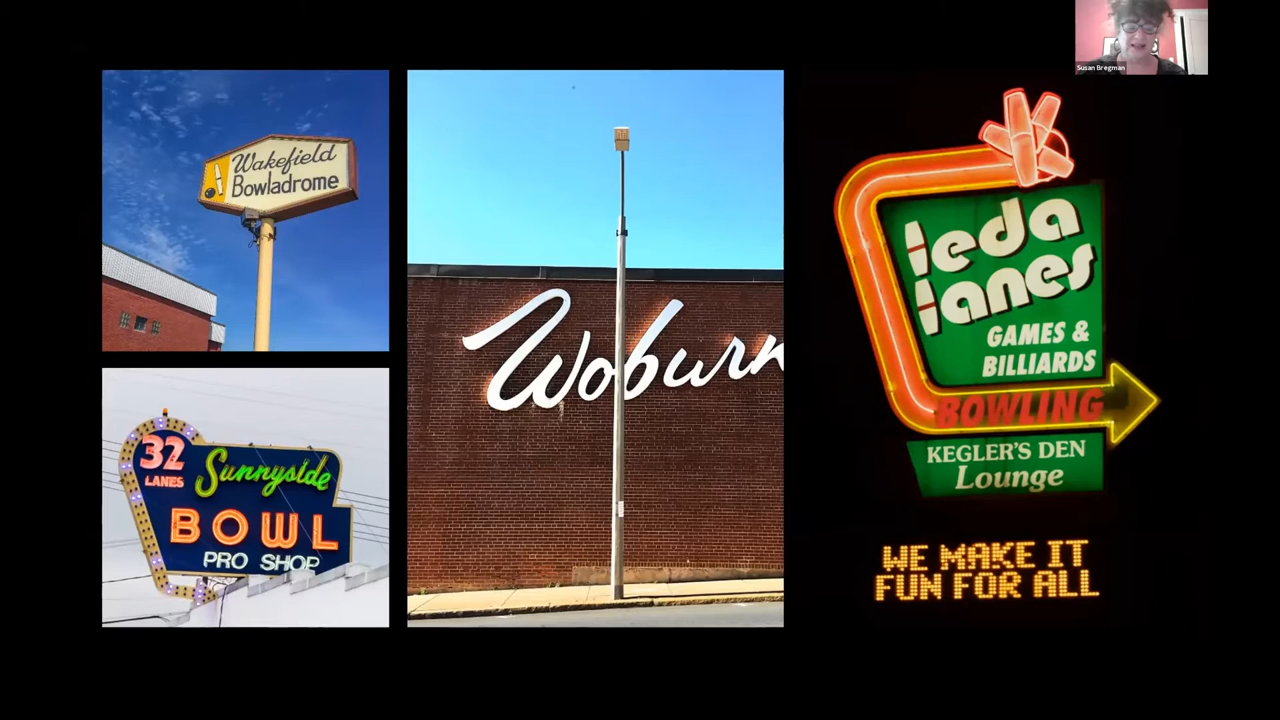 Susan Bregman
Wakefield
Bowladrome
32
LANES
Sunnyside
BOWL
PRO SHOP
Woburn
leda
lanes
GAMES &
BILLIARDS
BOWLING
KEGLER'S DEN
Lounge
WE MAKE IT
FUN FOR ALL